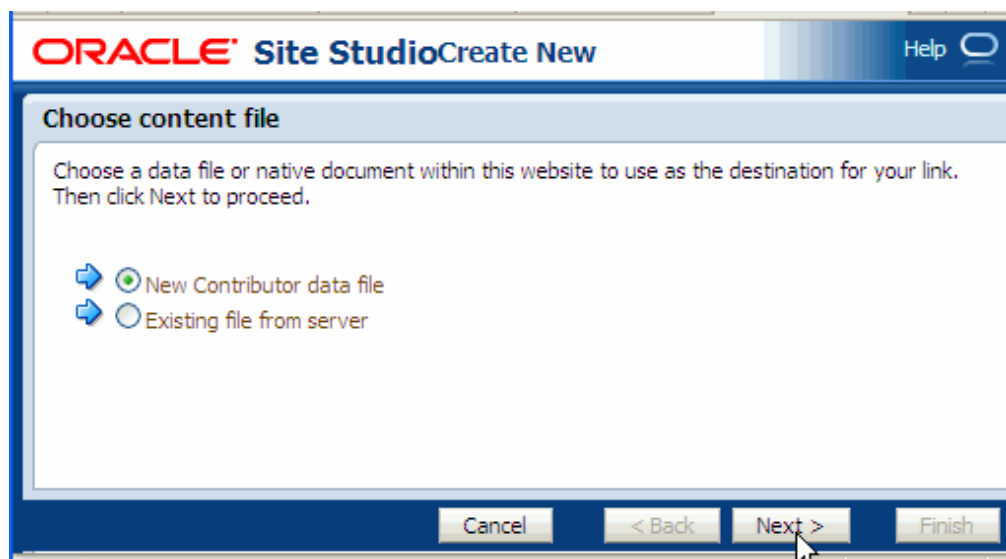 ORACLE Site Studio Create New Help
Choose content file
Choose a data file or native document within this website to use as the destination for your link.
Then click Next to proceed.
New Contributor data file
Existing file from server
Cancel < Back Next > Finish